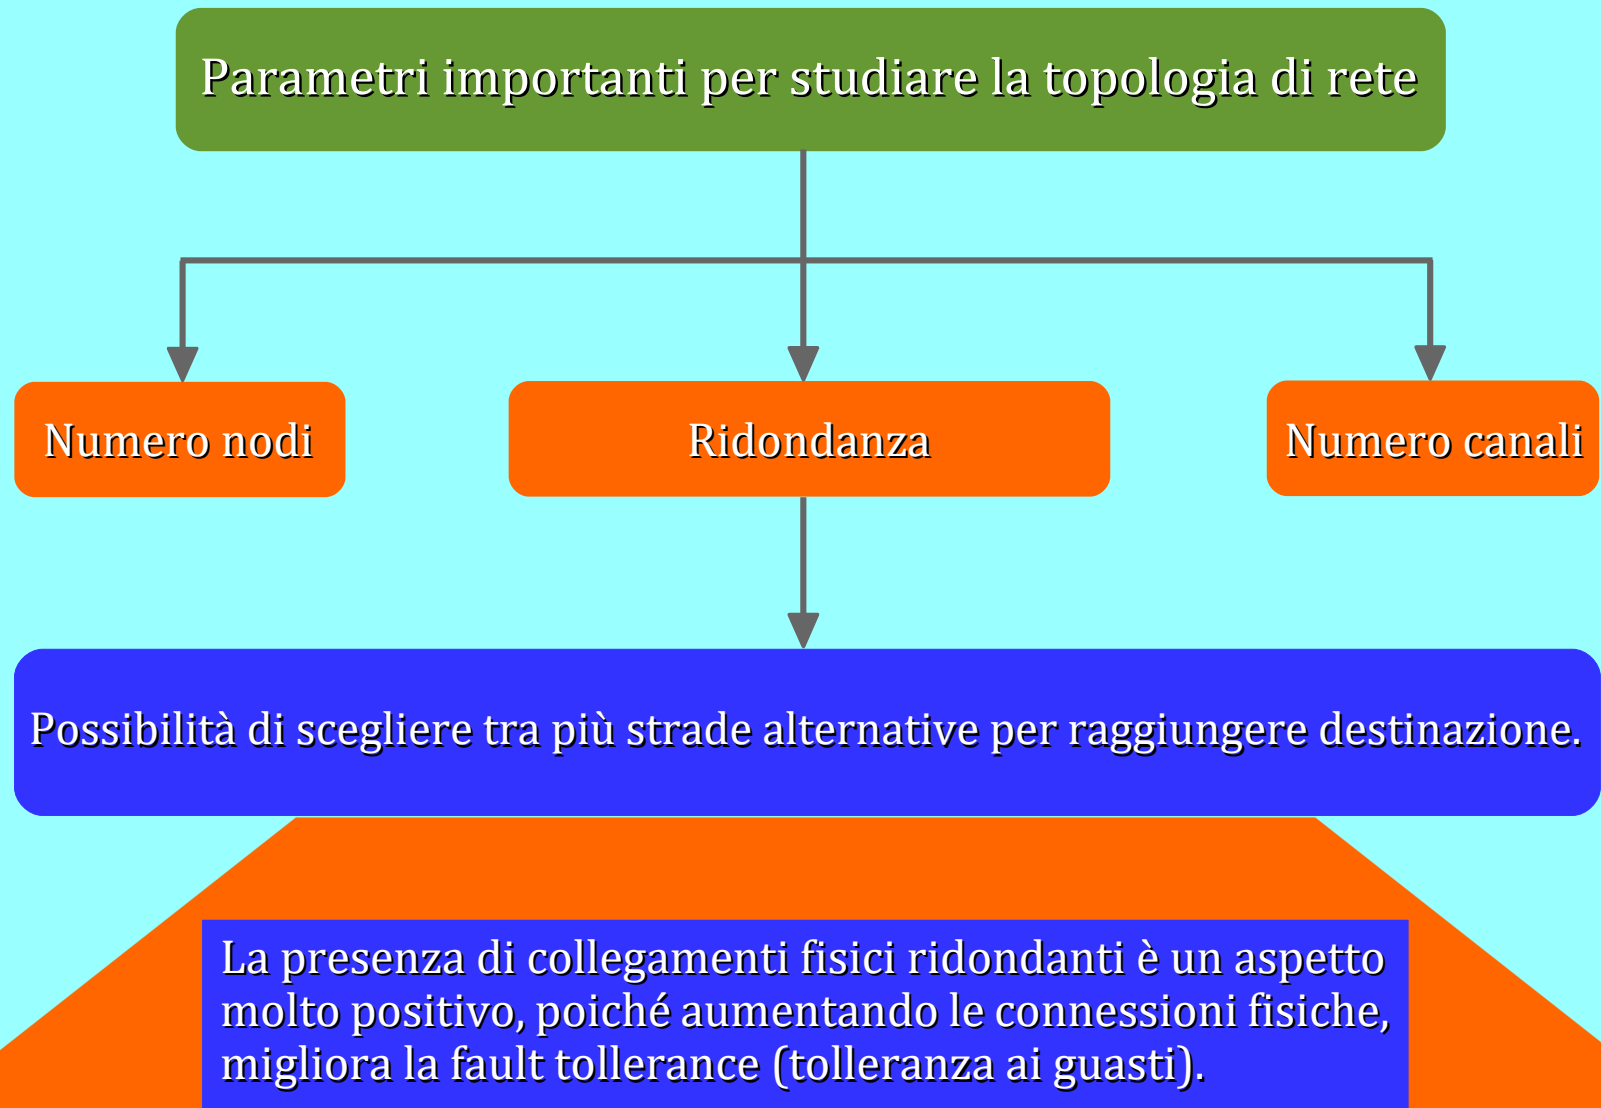 Parametri importanti per studiare la topologia di rete
Numero nodi
Ridondanza
Numero canali
Possibilità di scegliere tra più strade alternative per raggiungere destinazione.
La presenza di collegamenti fisici ridondanti è un aspetto
molto positivo, poiché aumentando le connessioni fisiche,
migliora la fault tollerance (tolleranza ai guasti).